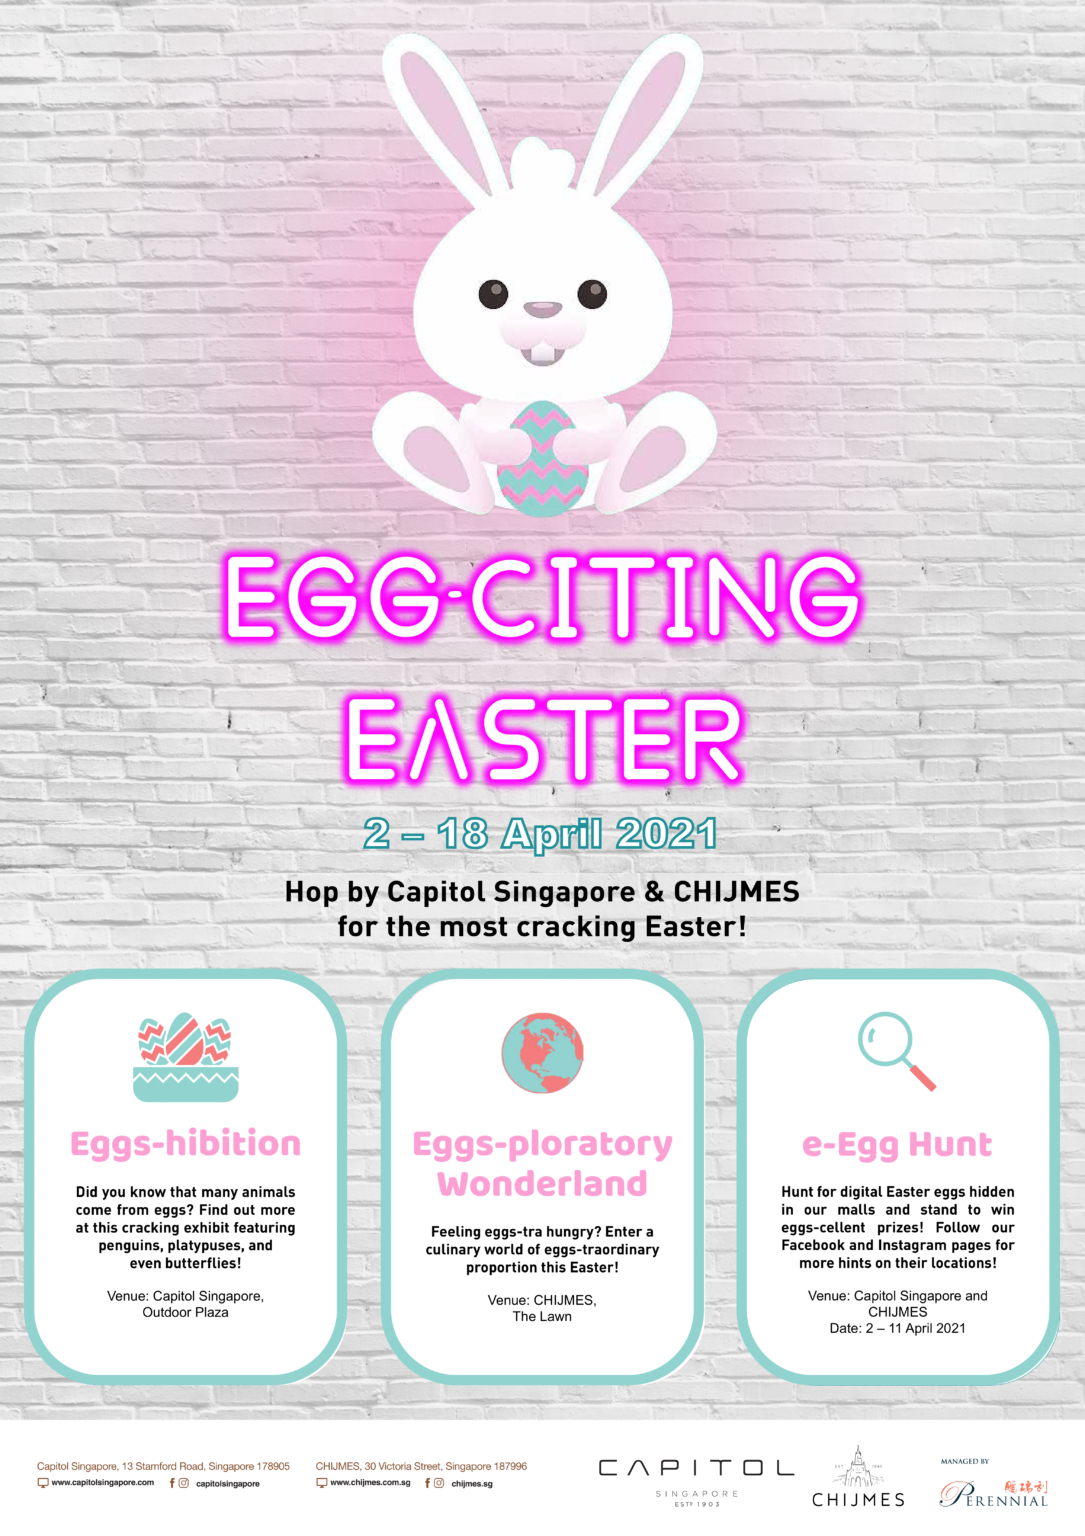 EGG-CITING
EASTER
2 – 18 April 2021
Hop by Capitol Singapore & CHIJMES
for the most cracking Easter!
Eggs-hibition
Did you know that many animals
come from eggs? Find out more
at this cracking exhibit featuring
penguins, platypuses, and
even butterflies!
Venue: Capitol Singapore,
Outdoor Plaza
Eggs-ploratory
Wonderland
Feeling eggs-tra hungry? Enter a
culinary world of eggs-traordinary
proportion this Easter!
Venue: CHIJMES,
The Lawn
e-Egg Hunt
Hunt for digital Easter eggs hidden
in our malls and stand to win
eggs-cellent prizes! Follow our
Facebook and Instagram pages for
more hints on their locations!
Venue: Capitol Singapore and
CHIJMES
Date: 2 – 11 April 2021
Capitol Singapore, 13 Stamford Road, Singapore 178905
www.capitolsingapore.com capitolsingapore
CHIJMES, 30 Victoria Street, Singapore 187996
www.chijmes.com.sg chijmes.sg
CAPITOL
SINGAPORE
ESTD 1903
CHIJMES
MANAGED BY
鹏瑞利
PERENNIAL